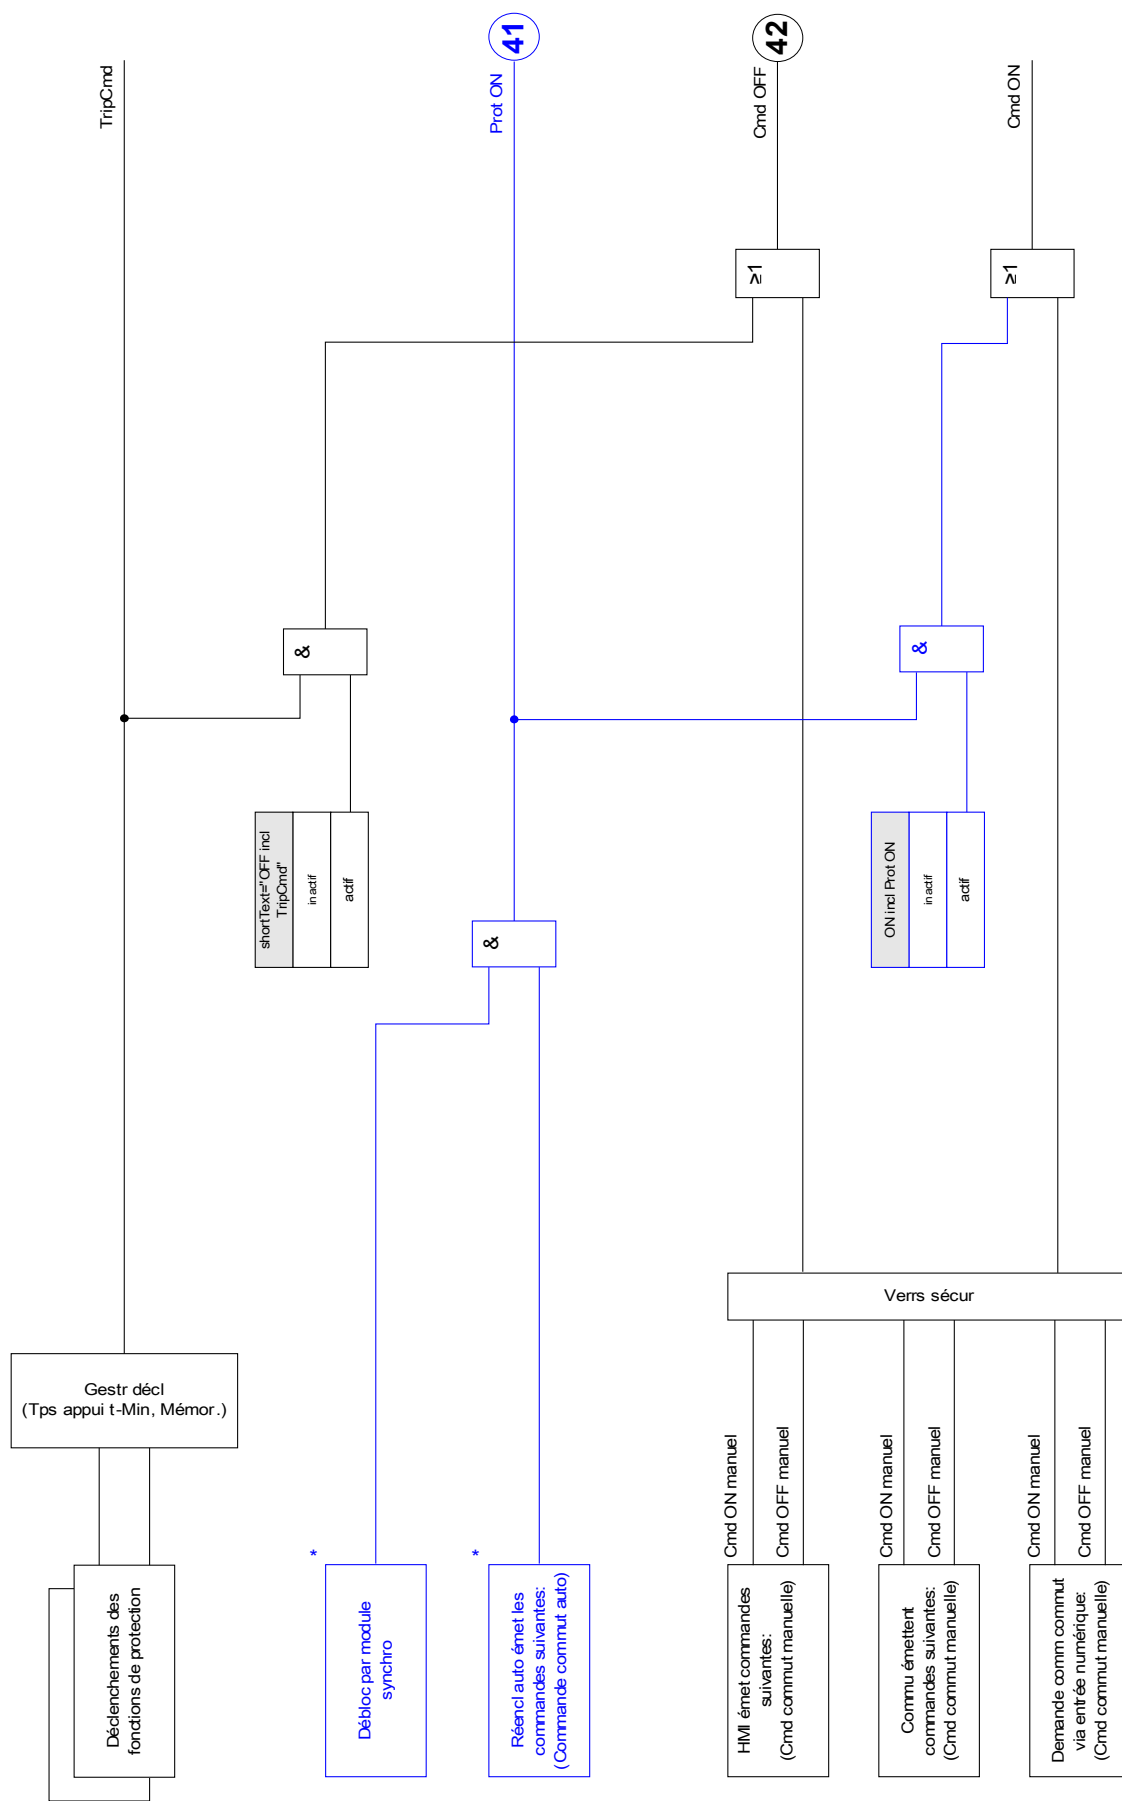 TripCmd
Prot ON
41
Cmd OFF
42
Cmd ON
≥1
≥1
&
&
&
shortText="OFF incl
TripCmd"
inactif
actif
ON incl Prot ON
inactif
actif
Verrs sécur
Gestr décl
(Tps appui t-Min, Mémor.)
Cmd ON manuel
Cmd OFF manuel
Cmd ON manuel
Cmd OFF manuel
Cmd ON manuel
Cmd OFF manuel
*
*
Déclenchements des
fonctions de protection
Débloc par module
synchro
Réencl auto émet les
commandes suivantes:
(Commande commut auto)
HMI émet commandes
suivantes:
(Cmd commut manuelle)
Commu émettent
commandes suivantes:
(Cmd commut manuelle)
Demande comm commut
via entrée numérique:
(Cmd commut manuelle)